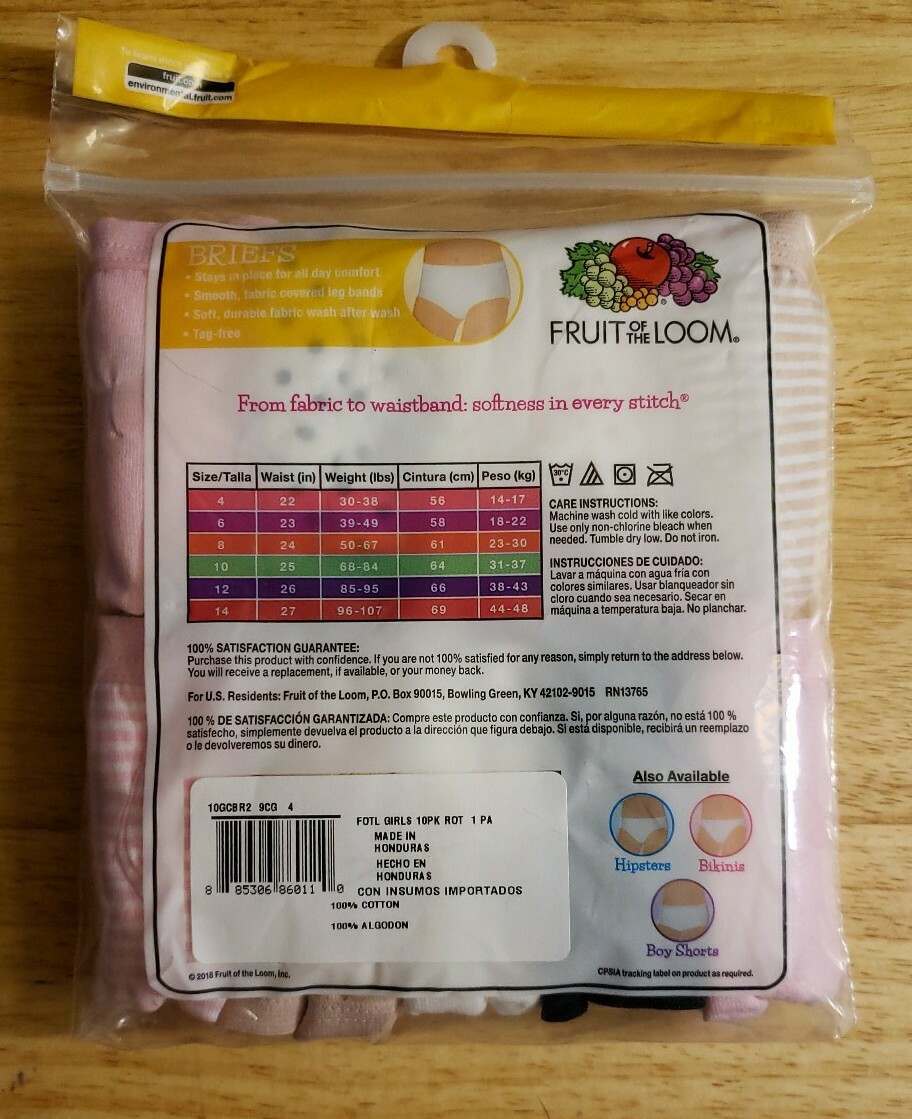 fruit.com
environmental.fruit.com
BRIEFS
• Stays in place for all day comfort
• Smooth, fabric covered leg bands
• Soft, durable fabric wash after wash
• Tag-free
FRUIT OF THE LOOM®
From fabric to waistband: softness in every stitch®
Size/Talla Waist (in) Weight (lbs) Cintura (cm) Peso (kg)
4 22 30-38 56 14-17
6 23 39-49 58 18-22
8 24 50-67 61 23-30
10 25 68-84 64 31-37
12 26 85-95 66 38-43
14 27 96-107 69 44-48
30°C
CARE INSTRUCTIONS:
Machine wash cold with like colors.
Use only non-chlorine bleach when
needed. Tumble dry low. Do not iron.
INSTRUCCIONES DE CUIDADO:
Lavar a máquina con agua fría con
colores similares. Usar blanqueador sin
cloro cuando sea necesario. Secar en
máquina a temperatura baja. No planchar.
100% SATISFACTION GUARANTEE:
Purchase this product with confidence. If you are not 100% satisfied for any reason, simply return to the address below.
You will receive a replacement, if available, or your money back.
For U.S. Residents: Fruit of the Loom, P.O. Box 90015, Bowling Green, KY 42102-9015 RN13765
100 % DE SATISFACCIÓN GARANTIZADA: Compre este producto con confianza. Si, por alguna razón, no está 100 %
satisfecho, simplemente devuelva el producto a la dirección que figura debajo. Si está disponible, recibirá un reemplazo
o le devolveremos su dinero.
10GCBR2 9CG 4
FOTL GIRLS 10PK ROT 1 PA
MADE IN
HONDURAS
HECHO EN
HONDURAS
8 85306 86011 0
CON INSUMOS IMPORTADOS
100% COTTON
100% ALGODON
Also Available
Hipsters
Bikinis
Boy Shorts
© 2018 Fruit of the Loom, Inc.
CPSIA tracking label on product as required.